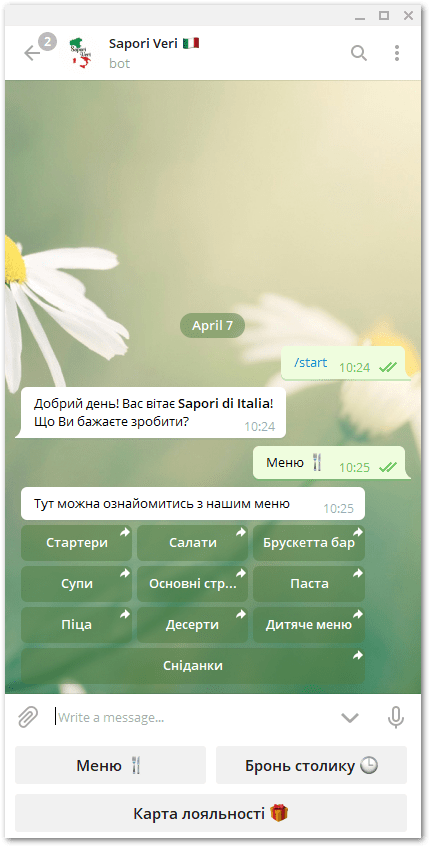 2
Sapori Veri 🇮🇹
bot
Sapori
Veri
April 7
/start 10:24
Добрий день! Вас вітає Sapori di Italia!
Що Ви бажаєте зробити? 10:24
Меню 🍴 10:25
Тут можна ознайомитись з нашим меню 10:25
Стартери Салати Брускетта бар
Супи Основні стр... Паста
Піца Десерти Дитяче меню
Сніданки
Write a message...
Меню 🍴 Бронь столику 🕒
Карта лояльності 🎁